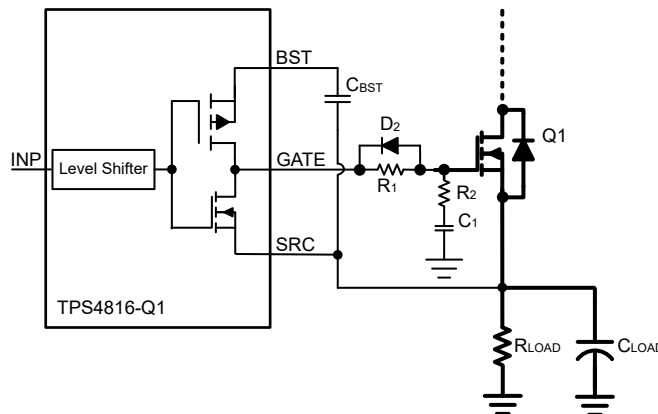 BST
CBST
D2
Q1
INP
Level Shifter
GATE
R1
R2
C1
SRC
TPS4816-Q1
RLOAD
CLOAD